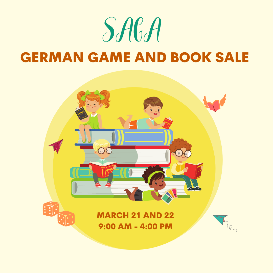 SAGA
GERMAN GAME AND BOOK SALE
MARCH 21 AND 22
9:00 AM - 4:00 PM